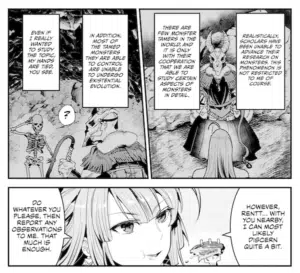 REALISTICALLY,
SCHOLARS HAVE
BEEN UNABLE TO
ADVANCE
THEIR
RESEARCH ON
MONSTERS. THIS
PHENOMENON IS
NOT RESTRICTED
TO ME OF
COURSE.
THERE ARE
FEW MONSTER
TAMERS IN THE
WORLD, AND
IT IS ONLY
WITH THEIR
COOPERATION
THAT WE ARE
ABLE TO
STUDY CERTAIN
ASPECTS OF
MONSTERS
IN DETAIL.
IN ADDITION,
MOST OF
THE TAMED
MONSTERS THEY
ARE ABLE TO
CONTROL
ARE UNABLE
TO UNDERGO
EXISTENTIAL
EVOLUTION.
EVEN IF
I REALLY
WANTED
TO STUDY
THE TOPIC,
MY HANDS
ARE TIED,
YOU SEE.
?
HOWEVER,
RENTT... WITH
YOU NEARBY,
I CAN MOST
LIKELY
DISCERN
QUITE A BIT.
DO
WHATEVER YOU
PLEASE, THEN
REPORT ANY
OBSERVATIONS
TO ME. THAT
MUCH IS
ENOUGH.